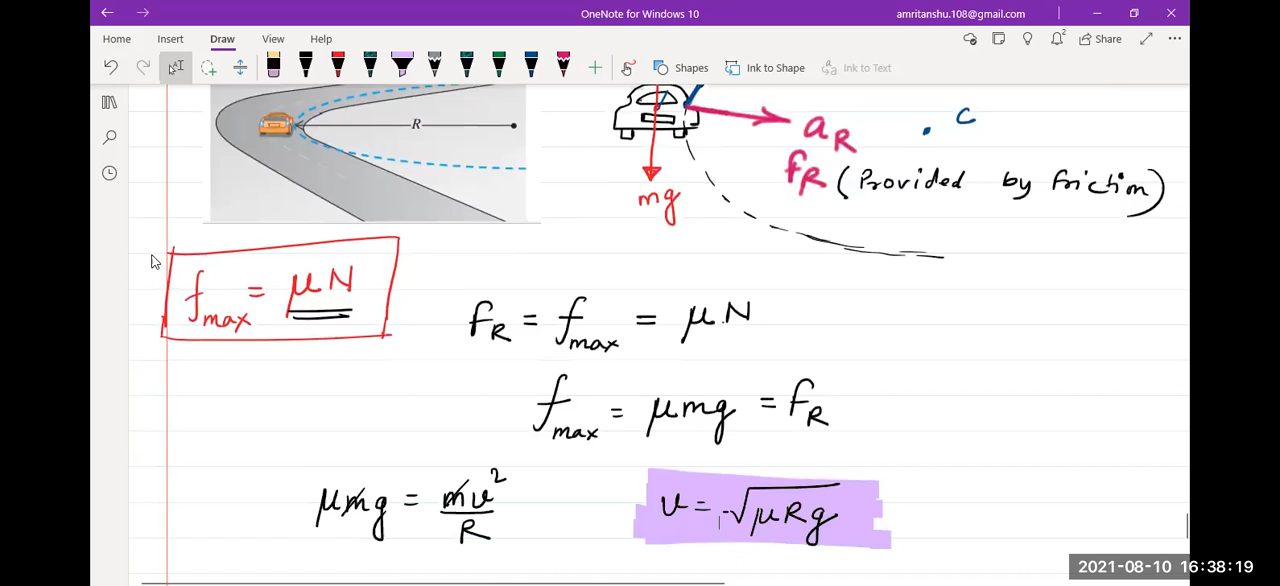 OneNote for Windows 10
amritanshu.108@gmail.com
Home Insert Draw View Help
Share
Shapes
Ink to Shape
Ink to Text
R
a_R
. c
f_R (Provided by friction)
mg
f_max = μN
f_R = f_max = μ.N
f_max = μmg = f_R
μmg = mv²/R
v = √μRg
2021-08-10 16:38:19